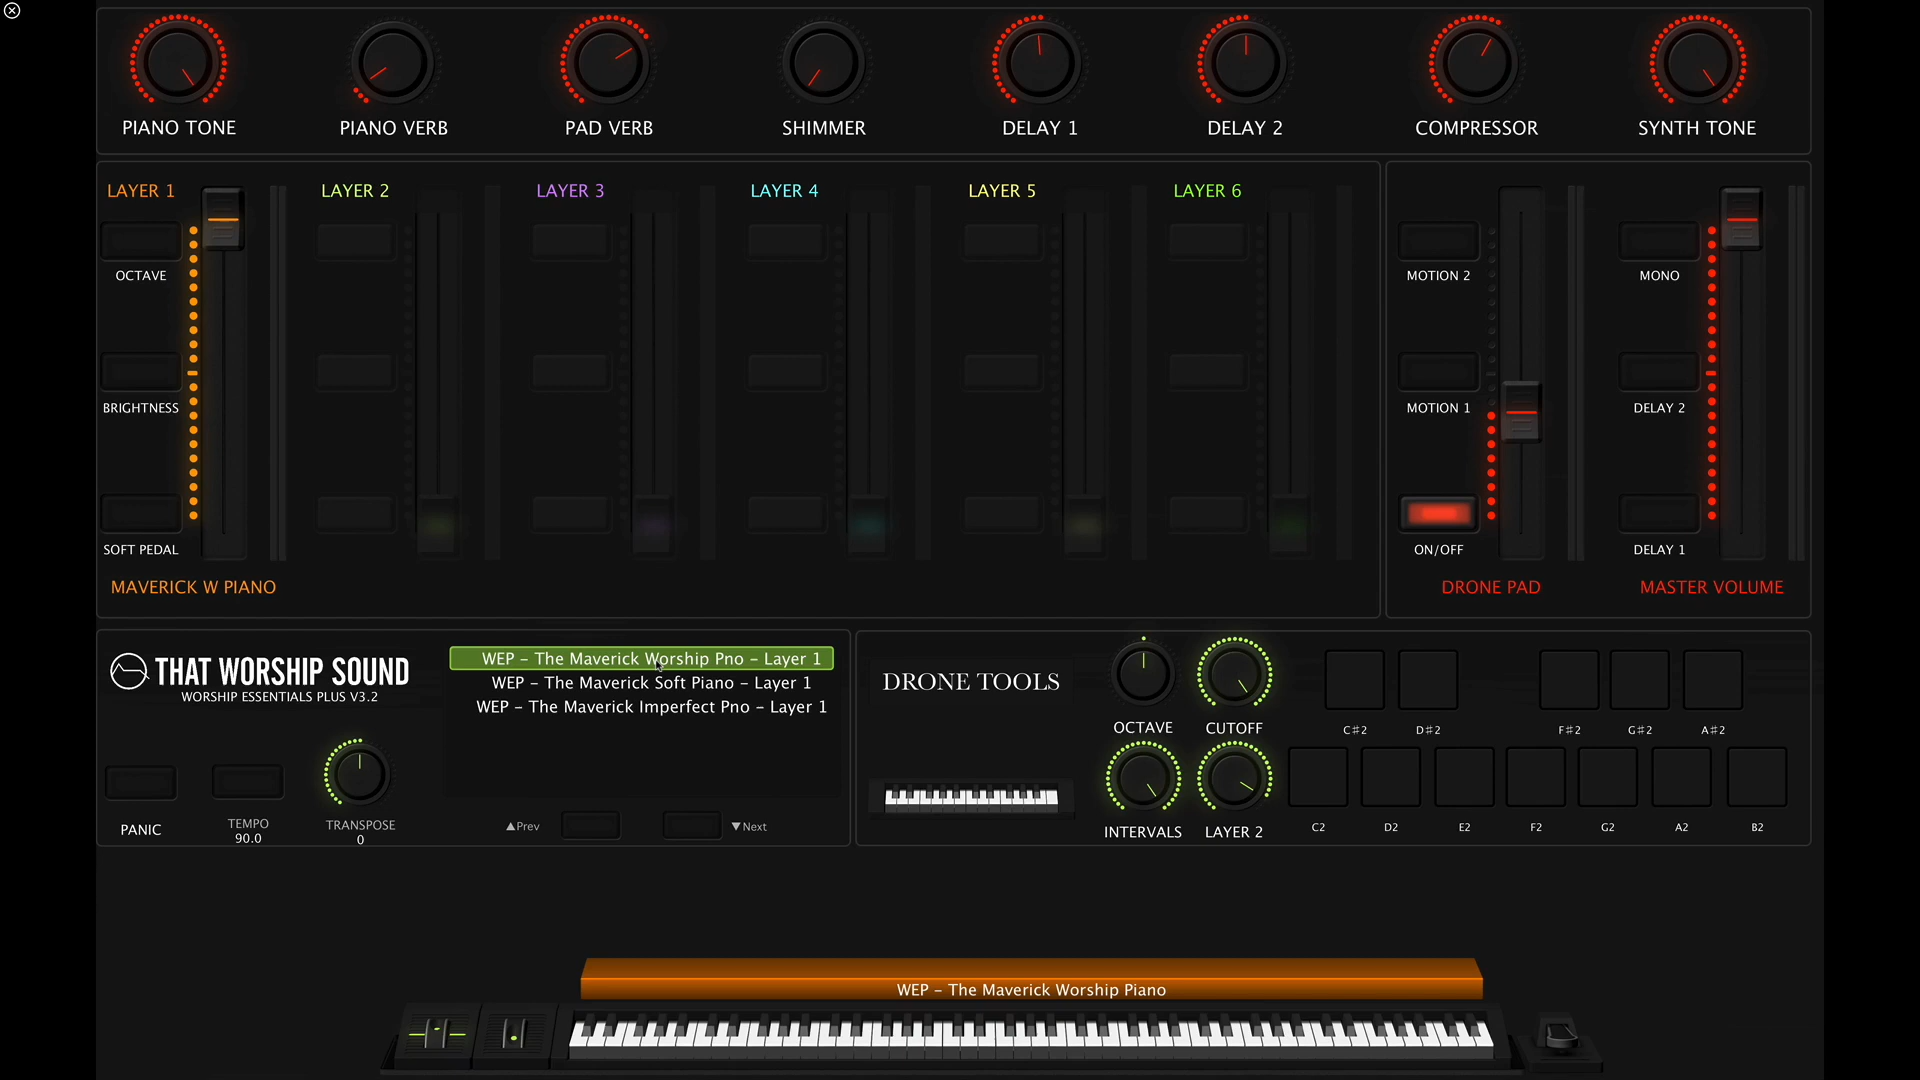 PIANO TONE
PIANO VERB
PAD VERB
SHIMMER
DELAY 1
DELAY 2
COMPRESSOR
SYNTH TONE
LAYER 1
LAYER 2
LAYER 3
LAYER 4
LAYER 5
LAYER 6
OCTAVE
BRIGHTNESS
SOFT PEDAL
MAVERICK W PIANO
MOTION 2
MOTION 1
ON/OFF
DRONE PAD
MONO
DELAY 2
DELAY 1
MASTER VOLUME
THAT WORSHIP SOUND
WORSHIP ESSENTIALS PLUS V3.2
PANIC
TEMPO
90.0
TRANSPOSE
0
WEP – The Maverick Worship Pno – Layer 1
WEP – The Maverick Soft Piano – Layer 1
WEP – The Maverick Imperfect Pno – Layer 1
▲Prev
▼Next
DRONE TOOLS
OCTAVE
CUTOFF
INTERVALS
LAYER 2
C♯2
D♯2
F♯2
G♯2
A♯2
C2
D2
E2
F2
G2
A2
B2
WEP – The Maverick Worship Piano